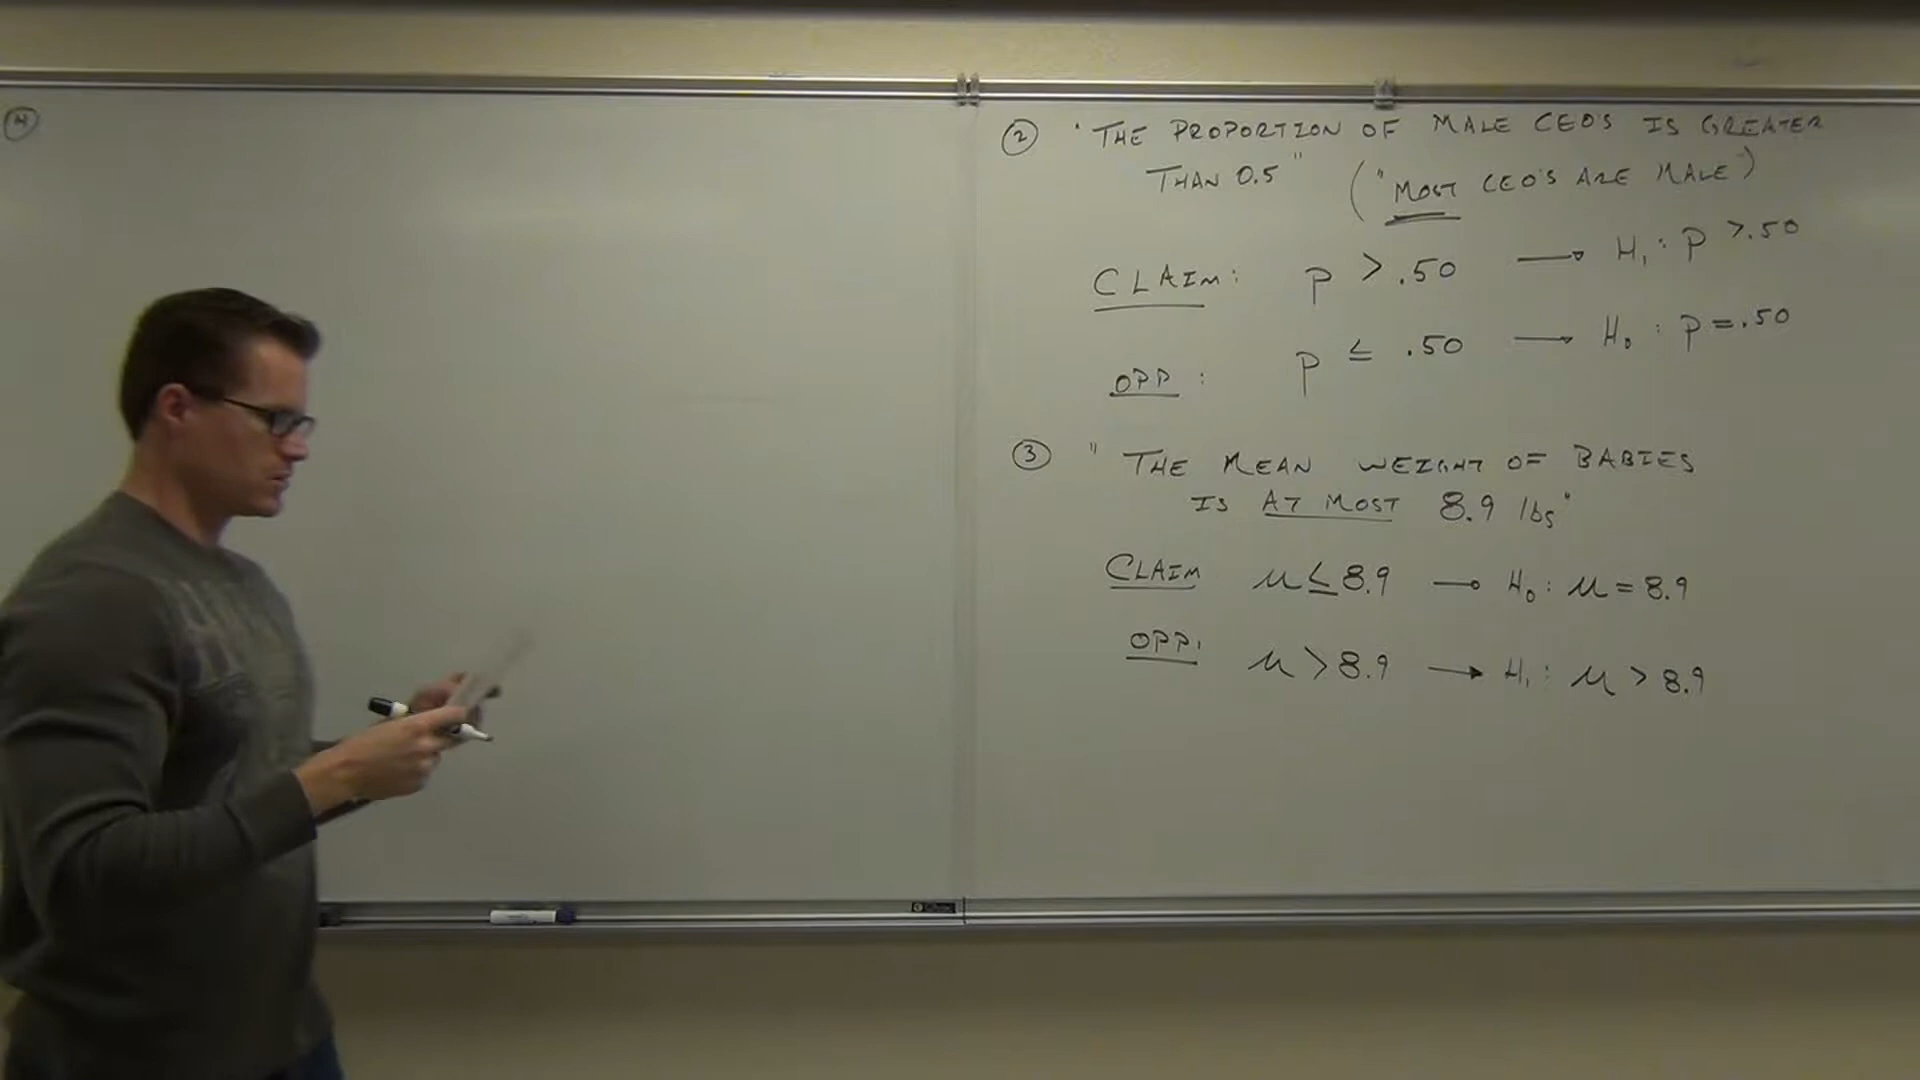 ④
② "THE PROPORTION OF MALE CEO'S IS GREATER
THAN 0.5" ("MOST CEO'S ARE MALE")
CLAIM: p > .50 → H₁: p > .50
OPP: p ≤ .50 → H₀: p = .50
③ "THE MEAN WEIGHT OF BABIES
IS AT MOST 8.9 lbs"
CLAIM μ ≤ 8.9 → H₀: μ = 8.9
OPP: μ > 8.9 → H₁: μ > 8.9